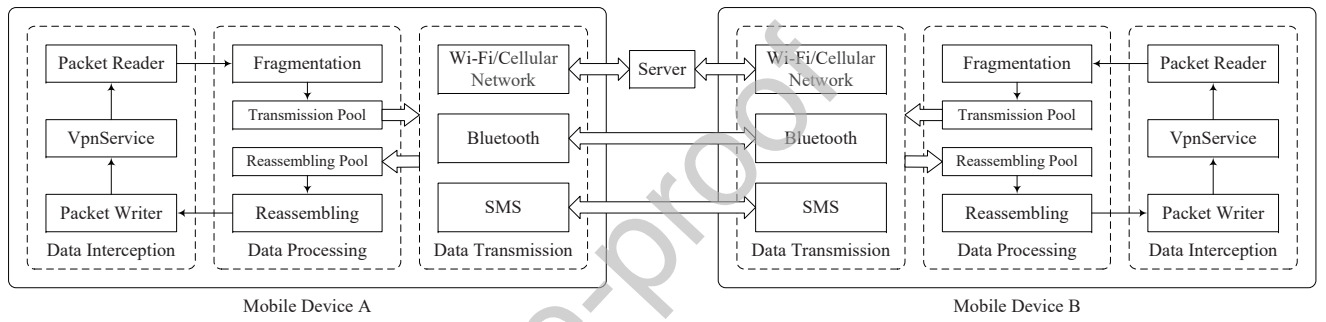 Packet Reader
VpnService
Packet Writer
Data Interception
Fragmentation
Transmission Pool
Reassembling Pool
Reassembling
Data Processing
Wi-Fi/Cellular
Network
Bluetooth
SMS
Data Transmission
Mobile Device A
Server
Wi-Fi/Cellular
Network
Bluetooth
SMS
Data Transmission
Fragmentation
Transmission Pool
Reassembling Pool
Reassembling
Data Processing
Packet Reader
VpnService
Packet Writer
Data Interception
Mobile Device B
-proof